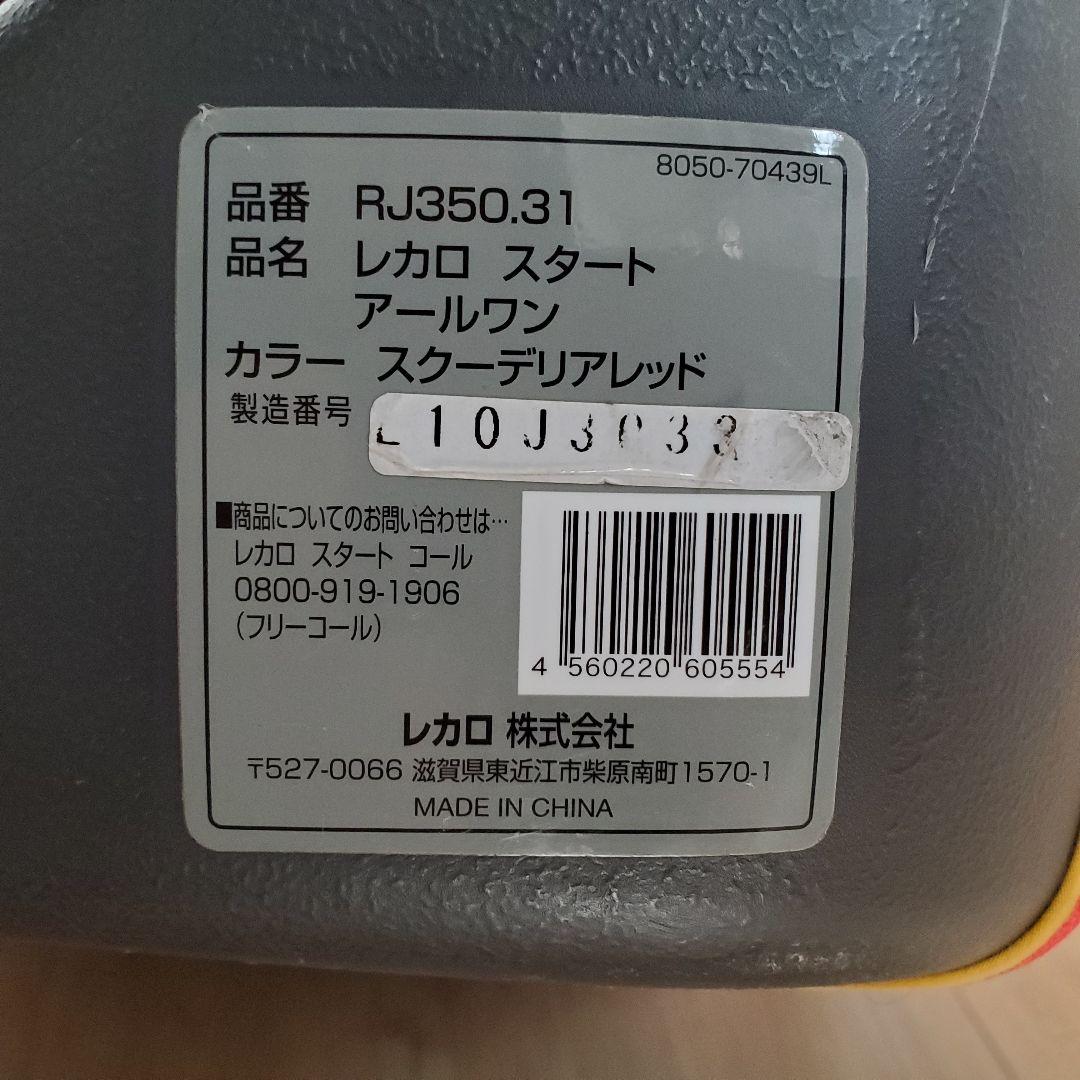 8050-70439L
品番 RJ350.31
品名 レカロ スタート
アールワン
カラー スクーデリアレッド
製造番号
■商品についてのお問い合わせは…
レカロ スタート コール
0800-919-1906
(フリーコール)
4 560220 605554
レカロ 株式会社
〒527-0066 滋賀県東近江市柴原南町1570-1
MADE IN CHINA